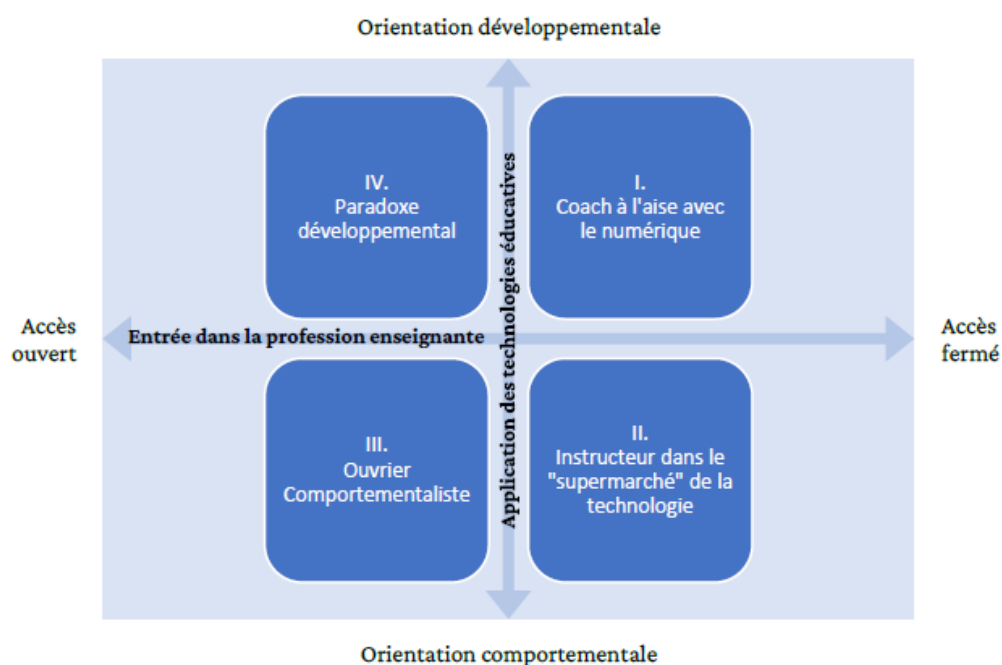 Orientation développementale
IV.
Paradoxe
développemental
I.
Coach à l'aise avec
le numérique
Application des technologies éducatives
Accès
ouvert
Entrée dans la profession enseignante
Accès
fermé
III.
Ouvrier
Comportementaliste
II.
Instructeur dans le
"supermarché" de la
technologie
Orientation comportementale